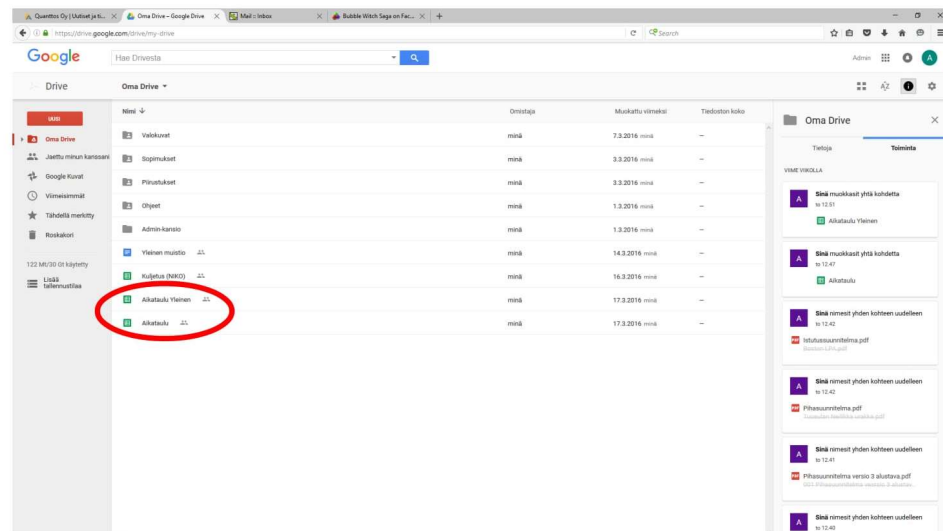 Quanttos Oy | Uutiset ja ti...
Oma Drive – Google Drive
Mail :: Inbox
Bubble Witch Saga on Fac...
https://drive.google.com/drive/my-drive
Search
Google
Hae Drivesta
Admin
A
Drive
Oma Drive
UUSI
Oma Drive
Jaettu minun kanssani
Google Kuvat
Viimeisimmät
Tähdellä merkitty
Roskakori
122 Mt/30 Gt käytetty
Lisää
tallennustilaa
Nimi Omistaja Muokattu viimeksi Tiedoston koko
Valokuvat minä 7.3.2016 minä –
Sopimukset minä 3.3.2016 minä –
Piirustukset minä 3.3.2016 minä –
Ohjeet minä 1.3.2016 minä –
Admin-kansio minä 1.3.2016 minä –
Yleinen muistio minä 14.3.2016 minä –
Kuljetus (NIKO) minä 16.3.2016 minä –
Aikataulu Yleinen minä 17.3.2016 minä –
Aikataulu minä 17.3.2016 minä –
Oma Drive
Tietoja Toiminta
VIIME VIIKOLLA
A Sinä muokkasit yhtä kohdetta
to 12.51
Aikataulu Yleinen
A Sinä muokkasit yhtä kohdetta
to 12.47
Aikataulu
A Sinä nimesit yhden kohteen uudelleen
to 12.42
PDF Istutussuunnitelma.pdf
A Sinä nimesit yhden kohteen uudelleen
to 12.42
PDF Pihasuunnitelma.pdf
A Sinä nimesit yhden kohteen uudelleen
to 12.41
PDF Pihasuunnitelma versio 3 alustava.pdf
A Sinä nimesit yhden kohteen uudelleen
to 12.40